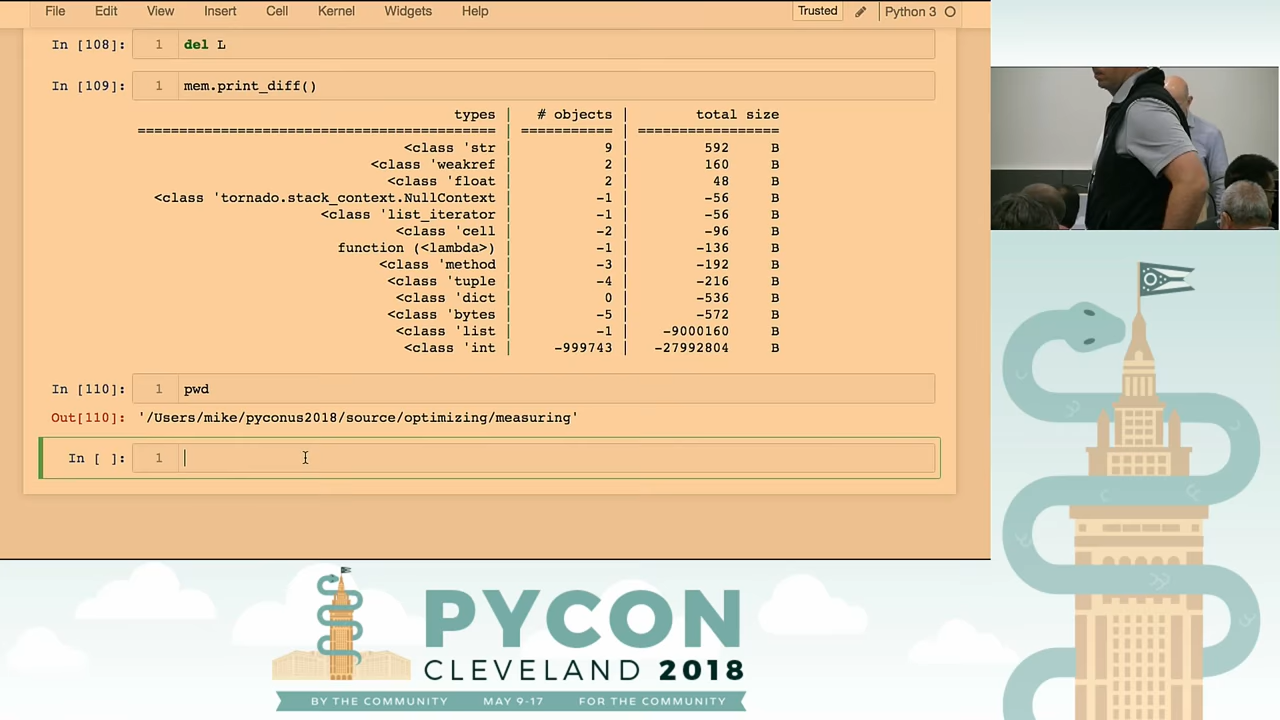 File Edit View Insert Cell Kernel Widgets Help Trusted Python 3
In [108]: 1 del L
In [109]: 1 mem.print_diff()
types | # objects | total size
========================================== | =========== | =================
<class 'str | 9 | 592 B
<class 'weakref | 2 | 160 B
<class 'float | 2 | 48 B
<class 'tornado.stack_context.NullContext | -1 | -56 B
<class 'list_iterator | -1 | -56 B
<class 'cell | -2 | -96 B
function (<lambda>) | -1 | -136 B
<class 'method | -3 | -192 B
<class 'tuple | -4 | -216 B
<class 'dict | 0 | -536 B
<class 'bytes | -5 | -572 B
<class 'list | -1 | -9000160 B
<class 'int | -999743 | -27992804 B
In [110]: 1 pwd
Out[110]: '/Users/mike/pyconus2018/source/optimizing/measuring'
In [ ]: 1
PYCON
CLEVELAND 2018
BY THE COMMUNITY MAY 9-17 FOR THE COMMUNITY